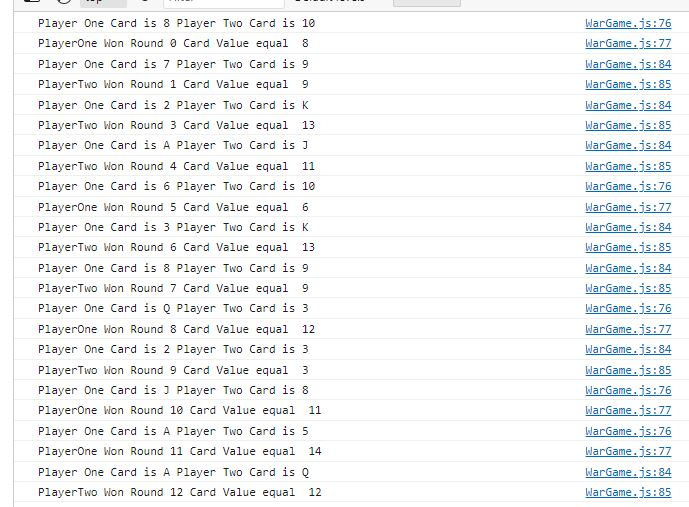 Player One Card is 8 Player Two Card is 10 WarGame.js:76
PlayerOne Won Round 0 Card Value equal  8 WarGame.js:77
Player One Card is 7 Player Two Card is 9 WarGame.js:84
PlayerTwo Won Round 1 Card Value equal  9 WarGame.js:85
Player One Card is 2 Player Two Card is K WarGame.js:84
PlayerTwo Won Round 3 Card Value equal  13 WarGame.js:85
Player One Card is A Player Two Card is J WarGame.js:84
PlayerTwo Won Round 4 Card Value equal  11 WarGame.js:85
Player One Card is 6 Player Two Card is 10 WarGame.js:76
PlayerOne Won Round 5 Card Value equal  6 WarGame.js:77
Player One Card is 3 Player Two Card is K WarGame.js:84
PlayerTwo Won Round 6 Card Value equal  13 WarGame.js:85
Player One Card is 8 Player Two Card is 9 WarGame.js:84
PlayerTwo Won Round 7 Card Value equal  9 WarGame.js:85
Player One Card is Q Player Two Card is 3 WarGame.js:76
PlayerOne Won Round 8 Card Value equal  12 WarGame.js:77
Player One Card is 2 Player Two Card is 3 WarGame.js:84
PlayerTwo Won Round 9 Card Value equal  3 WarGame.js:85
Player One Card is J Player Two Card is 8 WarGame.js:76
PlayerOne Won Round 10 Card Value equal  11 WarGame.js:77
Player One Card is A Player Two Card is 5 WarGame.js:76
PlayerOne Won Round 11 Card Value equal  14 WarGame.js:77
Player One Card is A Player Two Card is Q WarGame.js:84
PlayerTwo Won Round 12 Card Value equal  12 WarGame.js:85